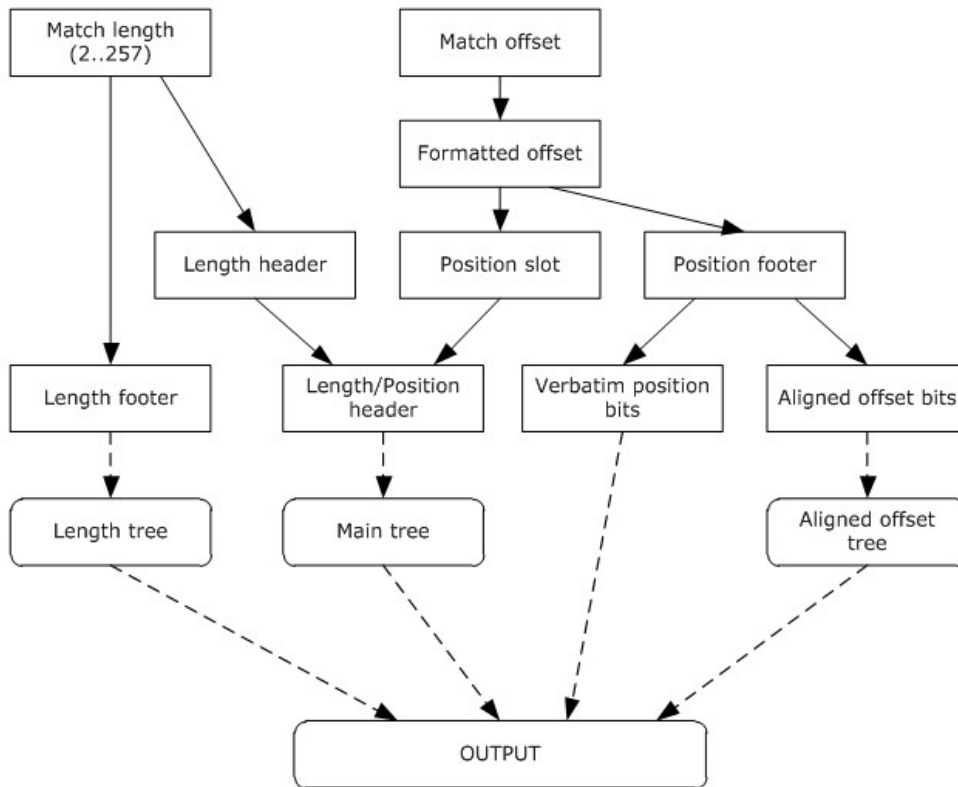 Match length
(2..257)
Match offset
Formatted offset
Length header
Position slot
Position footer
Length footer
Length/Position
header
Verbatim position
bits
Aligned offset bits
Length tree
Main tree
Aligned offset
tree
OUTPUT